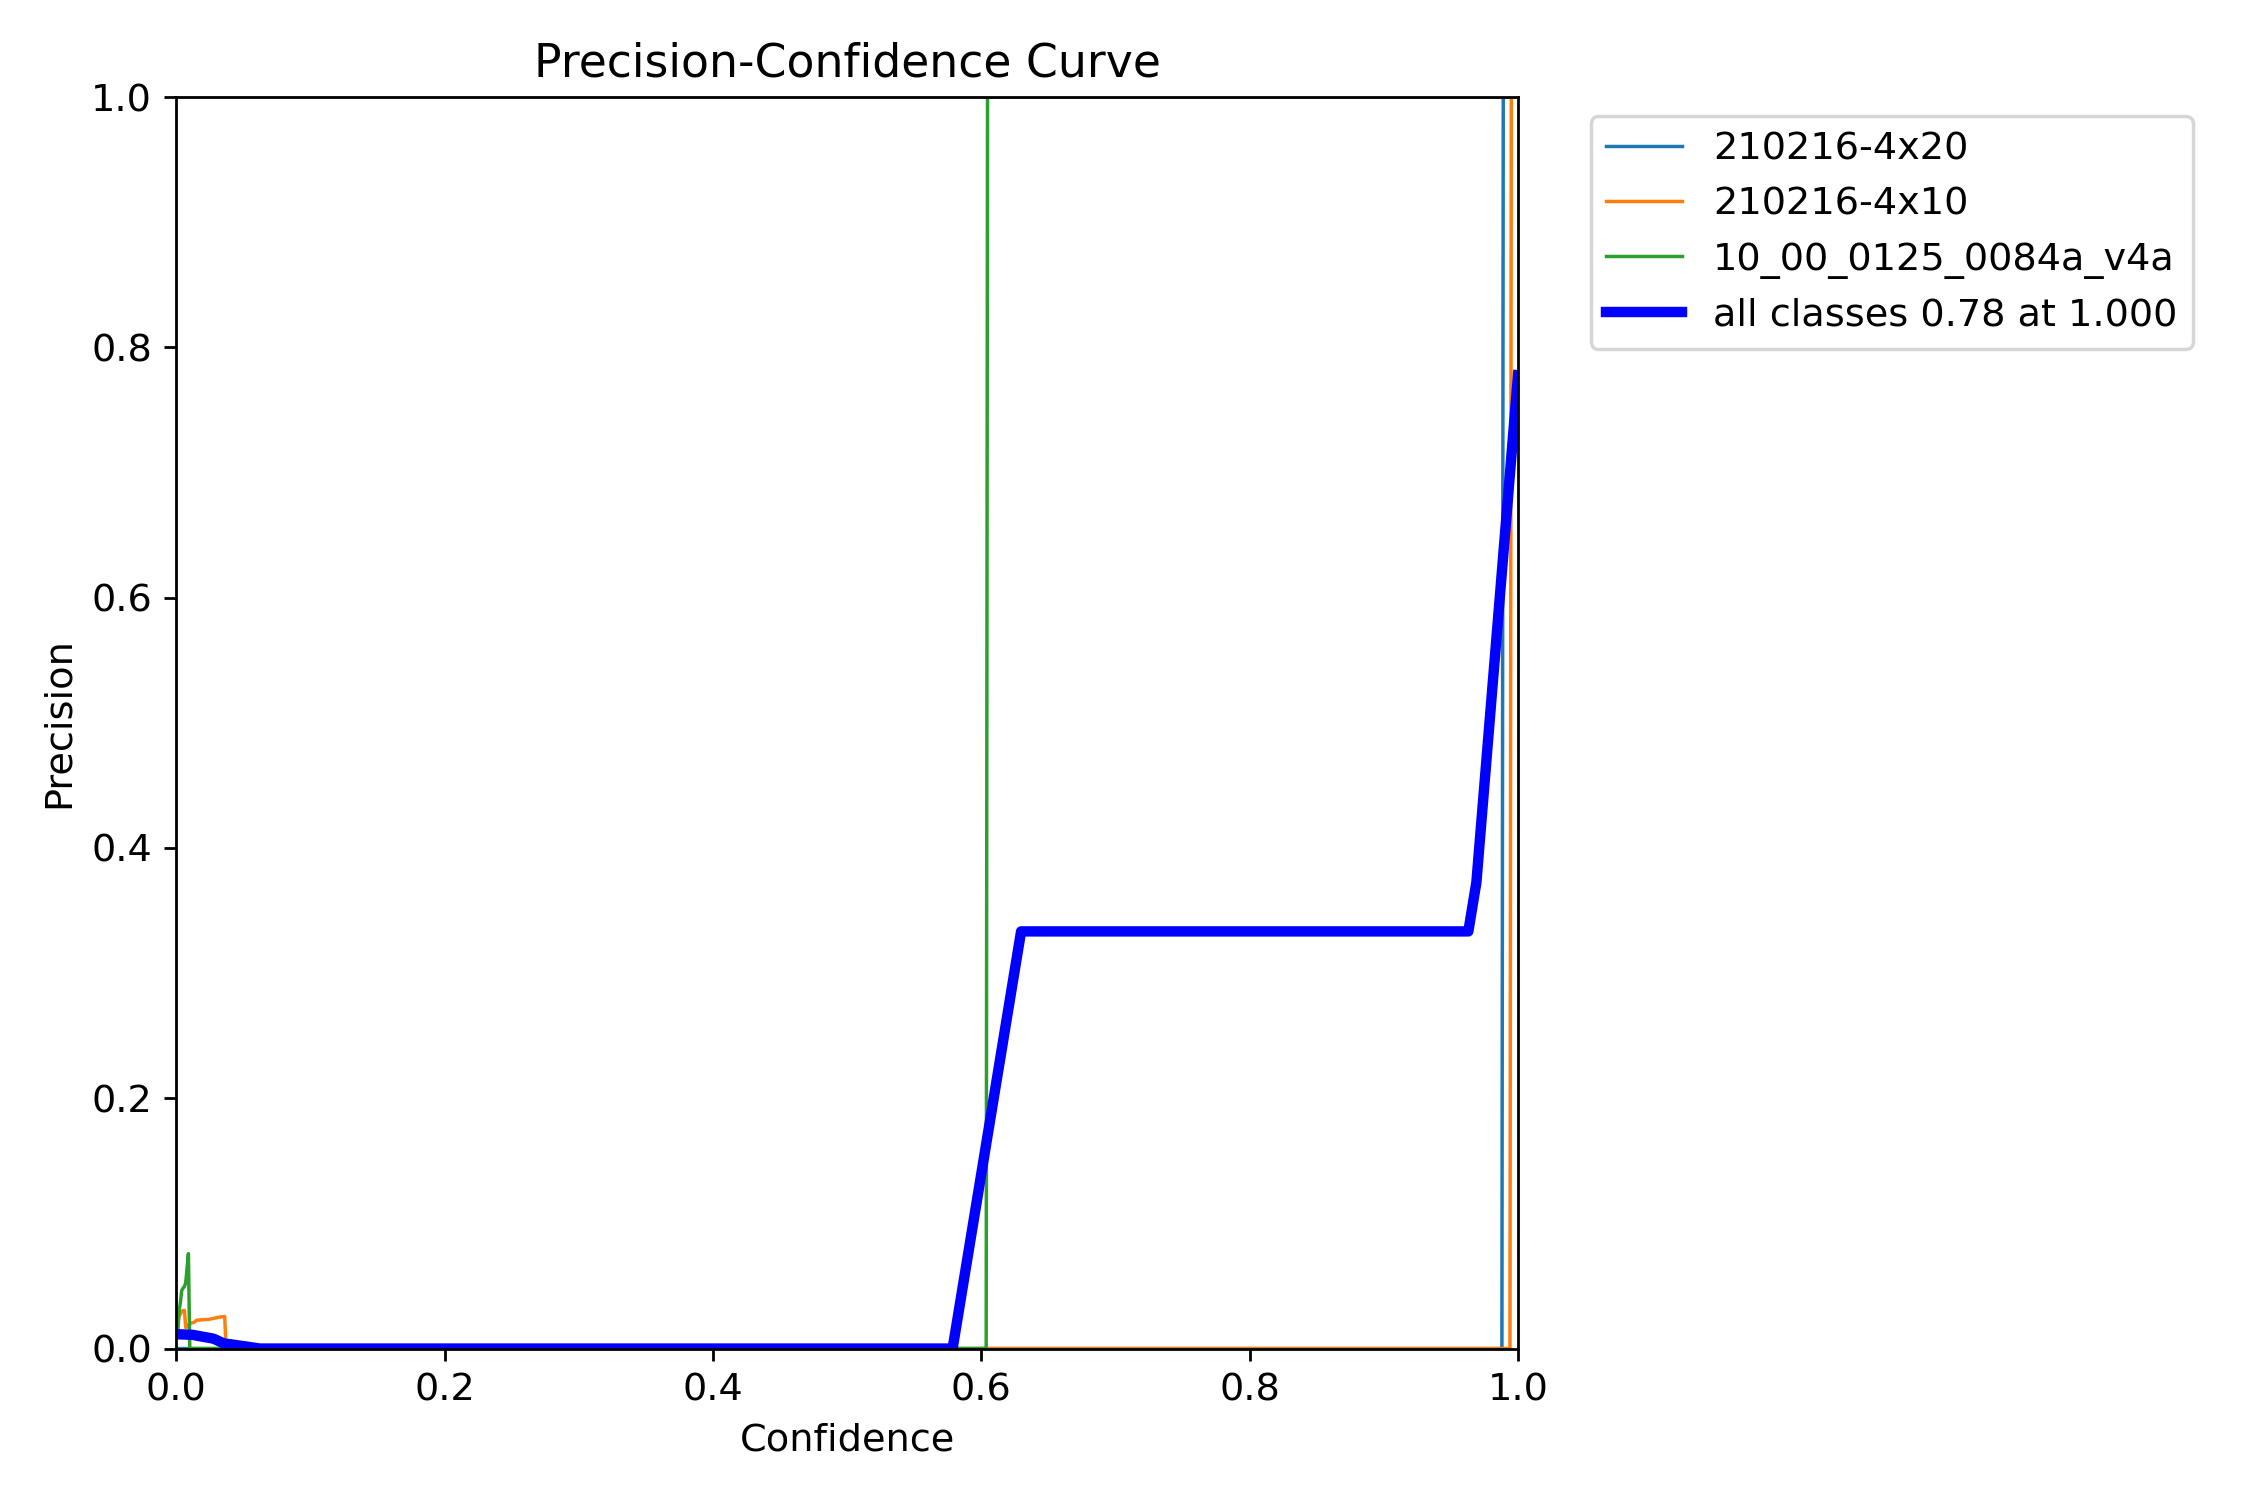 Precision-Confidence Curve
1.0
0.8
0.6
0.4
0.2
0.0
Precision
0.0 0.2 0.4 0.6 0.8 1.0
Confidence
210216-4x20
210216-4x10
10_00_0125_0084a_v4a
all classes 0.78 at 1.000